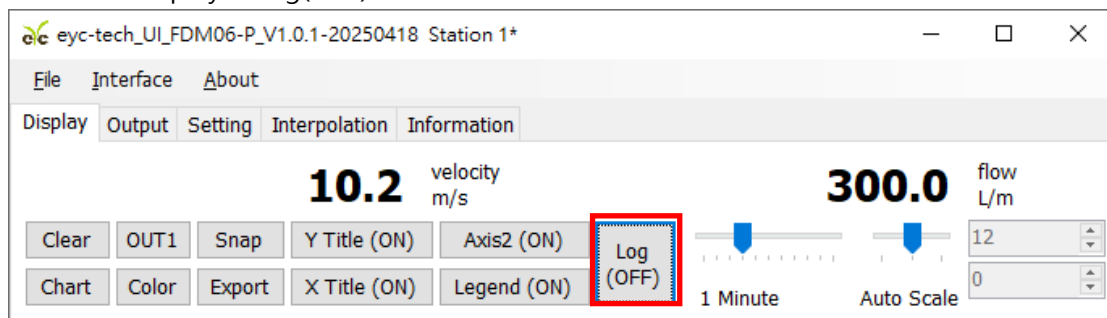 eyc-tech_UI_FDM06-P_V1.0.1-20250418 Station 1*
File Interface About
Display Output Setting Interpolation Information
10.2 velocity m/s 300.0 flow L/m
Clear OUT1 Snap Y Title (ON) Axis2 (ON) Log (OFF) 12
Chart Color Export X Title (ON) Legend (ON) 1 Minute Auto Scale 0